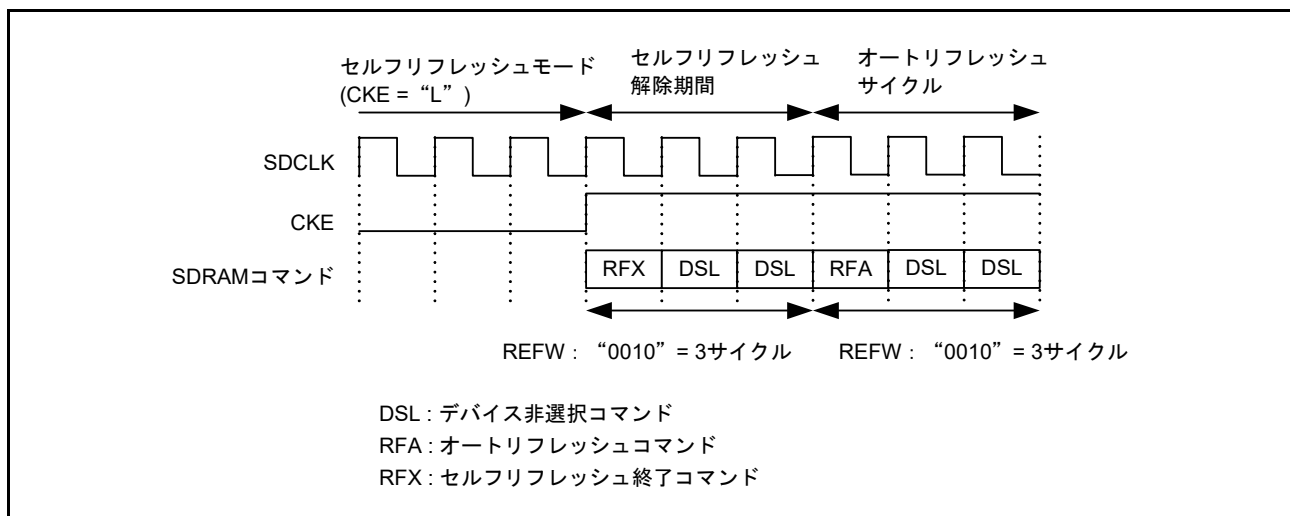 セルフリフレッシュモード
(CKE = “L” )
セルフリフレッシュ
解除期間
オートリフレッシュ
サイクル
SDCLK
CKE
SDRAMコマンド
RFX DSL DSL RFA DSL DSL
REFW : “0010” = 3サイクル REFW : “0010” = 3サイクル
DSL : デバイス非選択コマンド
RFA : オートリフレッシュコマンド
RFX : セルフリフレッシュ終了コマンド